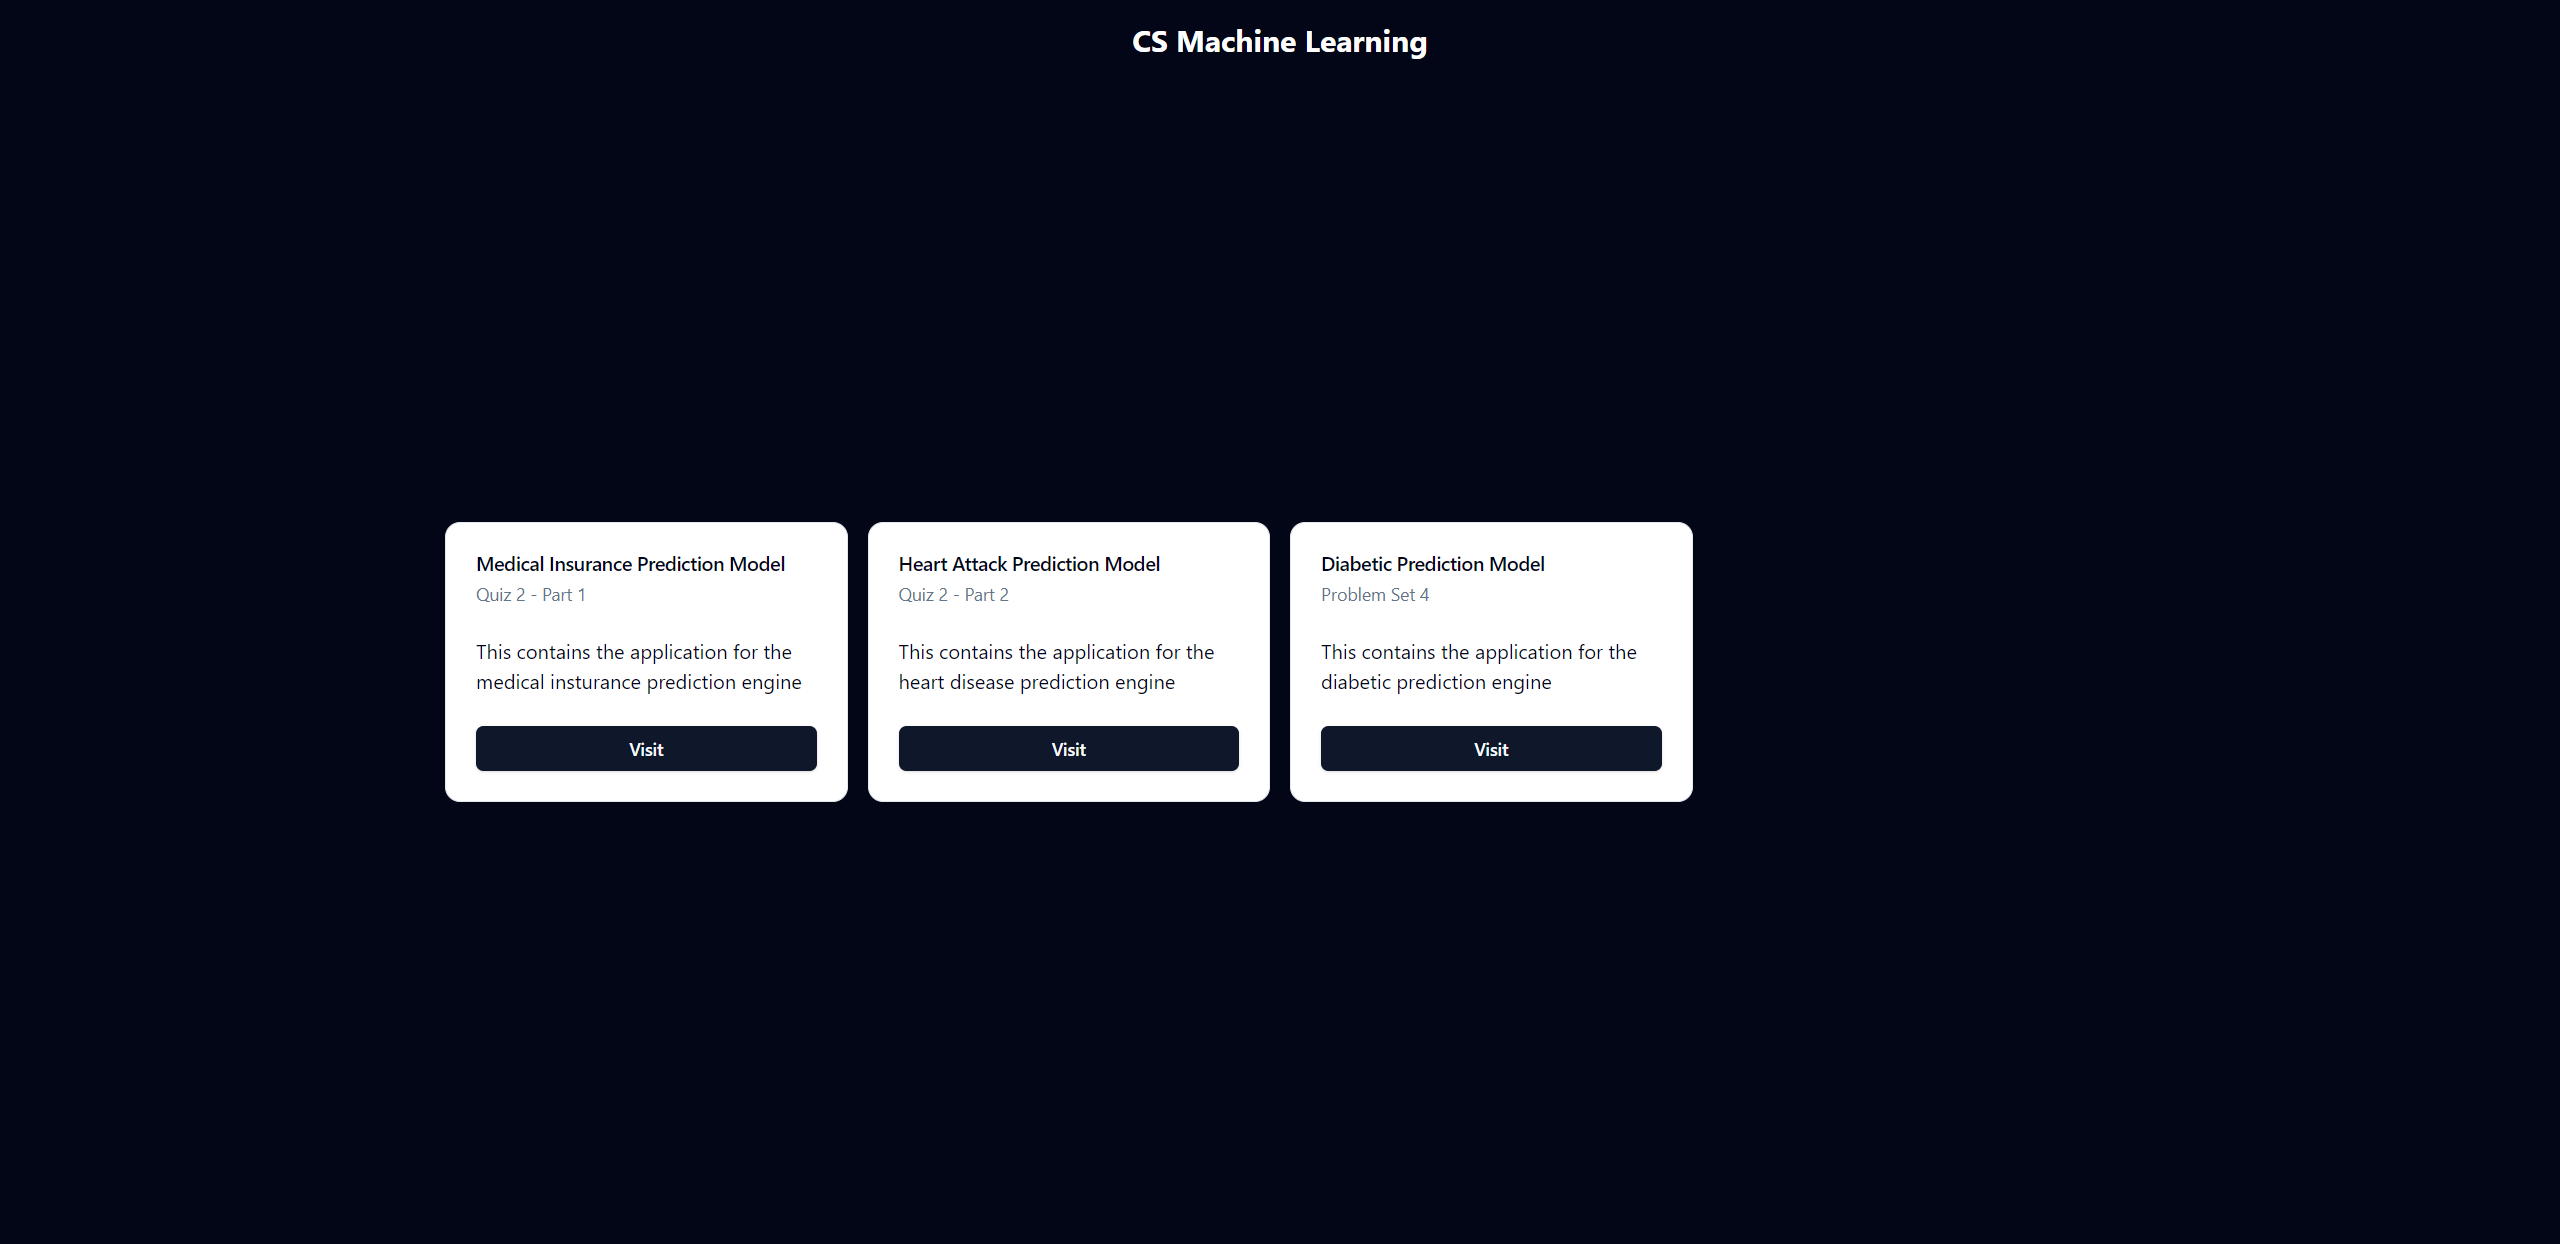 CS Machine Learning
Medical Insurance Prediction Model
Quiz 2 - Part 1
This contains the application for the
medical insturance prediction engine
Visit
Heart Attack Prediction Model
Quiz 2 - Part 2
This contains the application for the
heart disease prediction engine
Visit
Diabetic Prediction Model
Problem Set 4
This contains the application for the
diabetic prediction engine
Visit